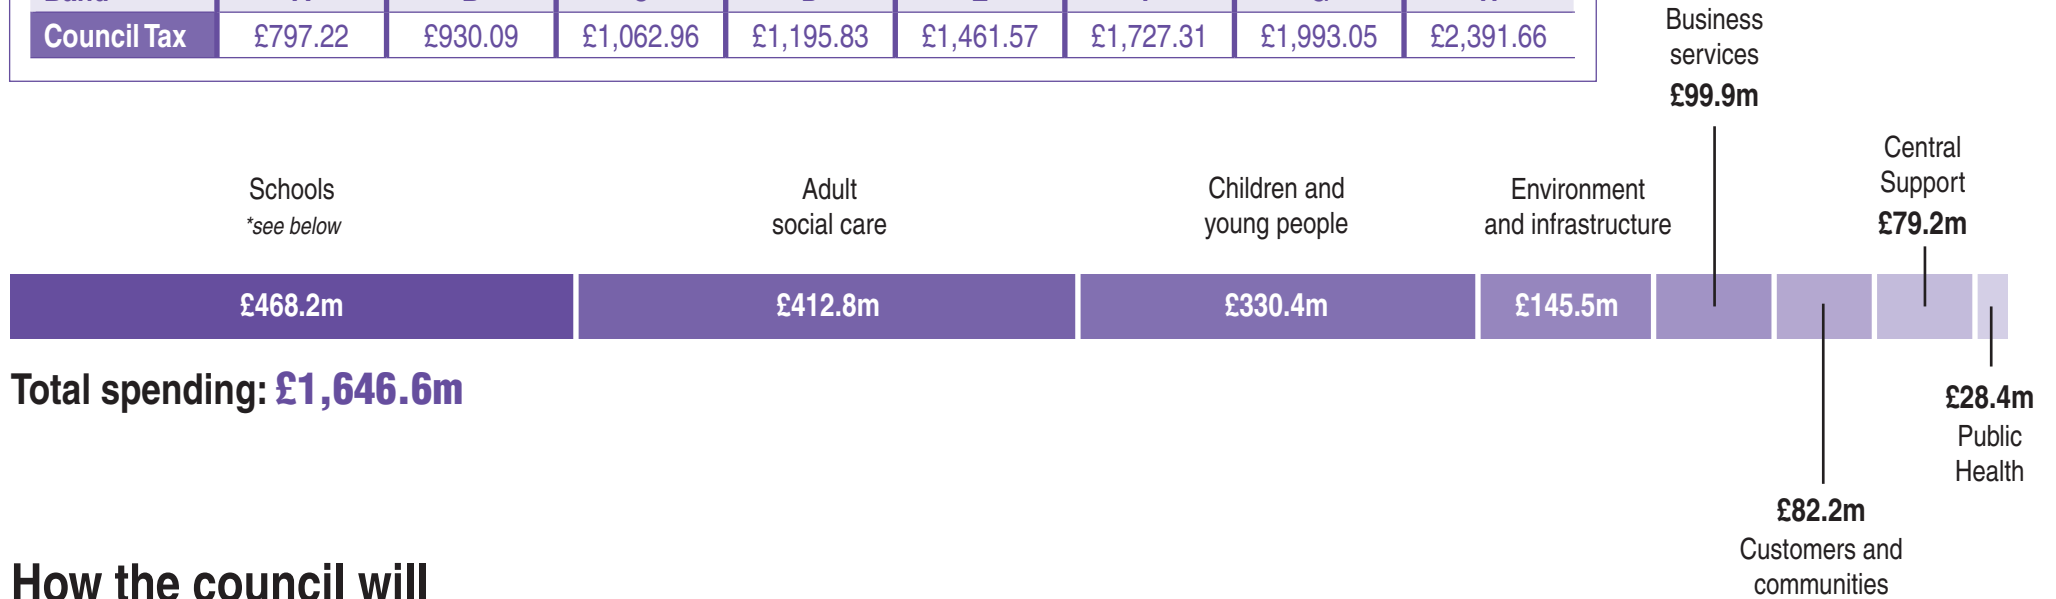 Council Tax £797.22 £930.09 £1,062.96 £1,195.83 £1,461.57 £1,727.31 £1,993.05 £2,391.66
Business
services
£99.9m
Central
Support
£79.2m
Schools
*see below
Adult
social care
Children and
young people
Environment
and infrastructure
£468.2m £412.8m £330.4m £145.5m
Total spending: £1,646.6m
£28.4m
Public
Health
£82.2m
Customers and
communities
How the council will